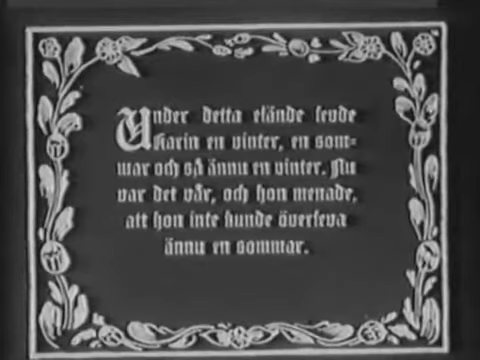 Under detta elände levde
Karin en vinter, en som-
mar och så ännu en vinter. Nu
var det vår, och hon menade,
att hon inte kunde överleva
ännu en sommar.